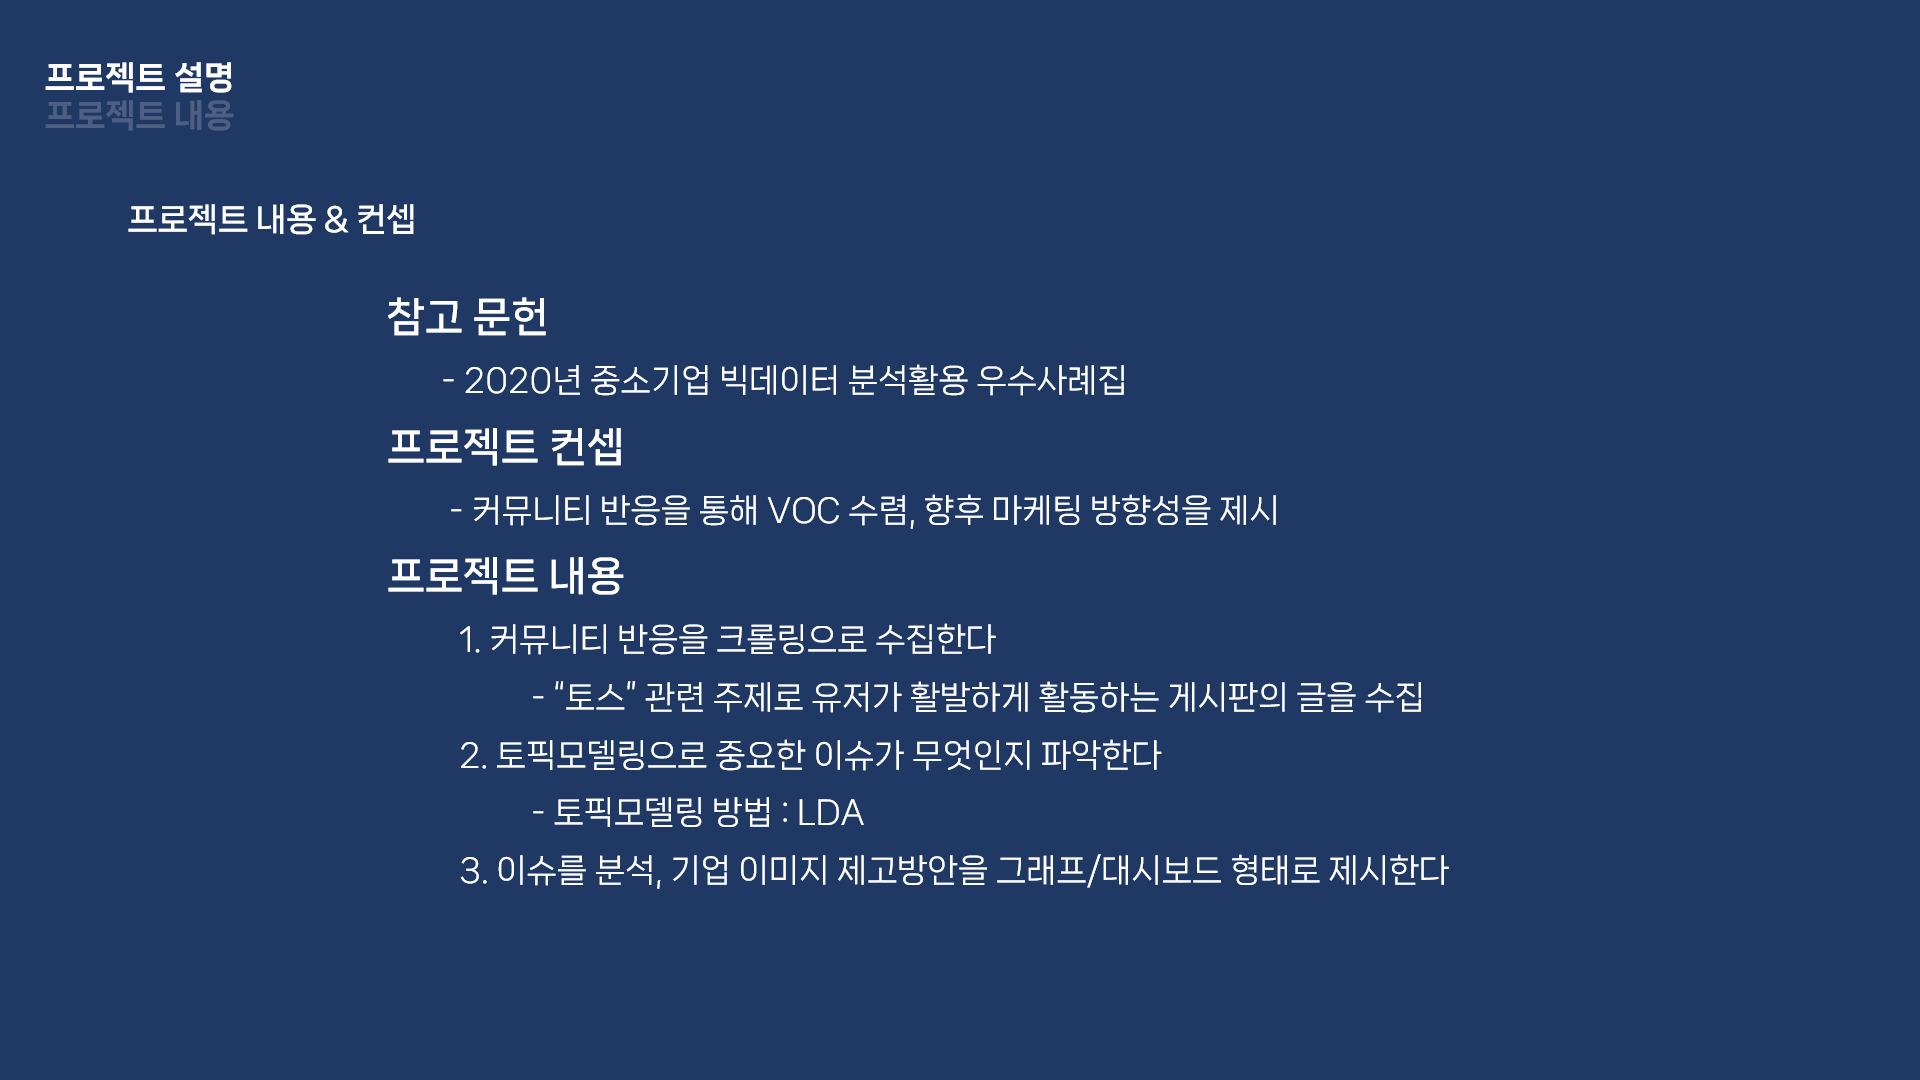 프로젝트 설명
프로젝트 내용
프로젝트 내용 & 컨셉
참고 문헌
- 2020년 중소기업 빅데이터 분석활용 우수사례집
프로젝트 컨셉
- 커뮤니티 반응을 통해 VOC 수렴, 향후 마케팅 방향성을 제시
프로젝트 내용
1. 커뮤니티 반응을 크롤링으로 수집한다
- “토스” 관련 주제로 유저가 활발하게 활동하는 게시판의 글을 수집
2. 토픽모델링으로 중요한 이슈가 무엇인지 파악한다
- 토픽모델링 방법 : LDA
3. 이슈를 분석, 기업 이미지 제고방안을 그래프/대시보드 형태로 제시한다